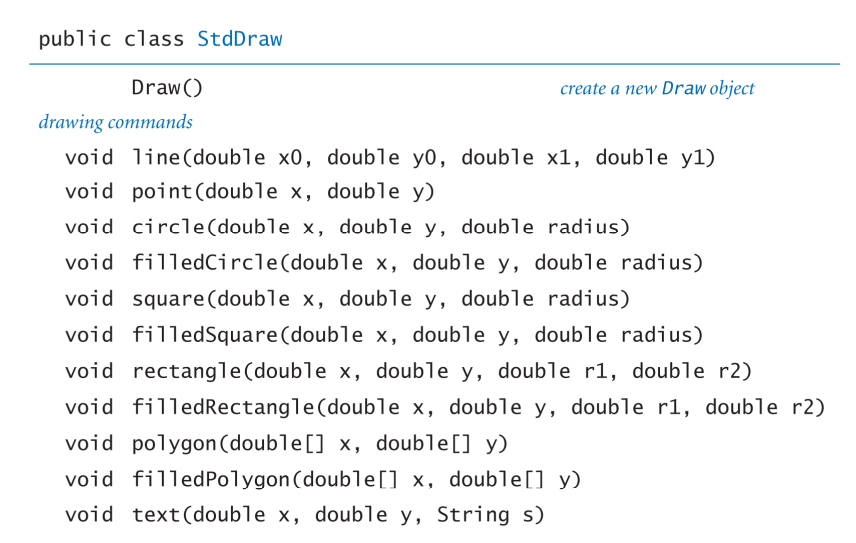 public class StdDraw
Draw() create a new Draw object
drawing commands
void line(double x0, double y0, double x1, double y1)
void point(double x, double y)
void circle(double x, double y, double radius)
void filledCircle(double x, double y, double radius)
void square(double x, double y, double radius)
void filledSquare(double x, double y, double radius)
void rectangle(double x, double y, double r1, double r2)
void filledRectangle(double x, double y, double r1, double r2)
void polygon(double[] x, double[] y)
void filledPolygon(double[] x, double[] y)
void text(double x, double y, String s)